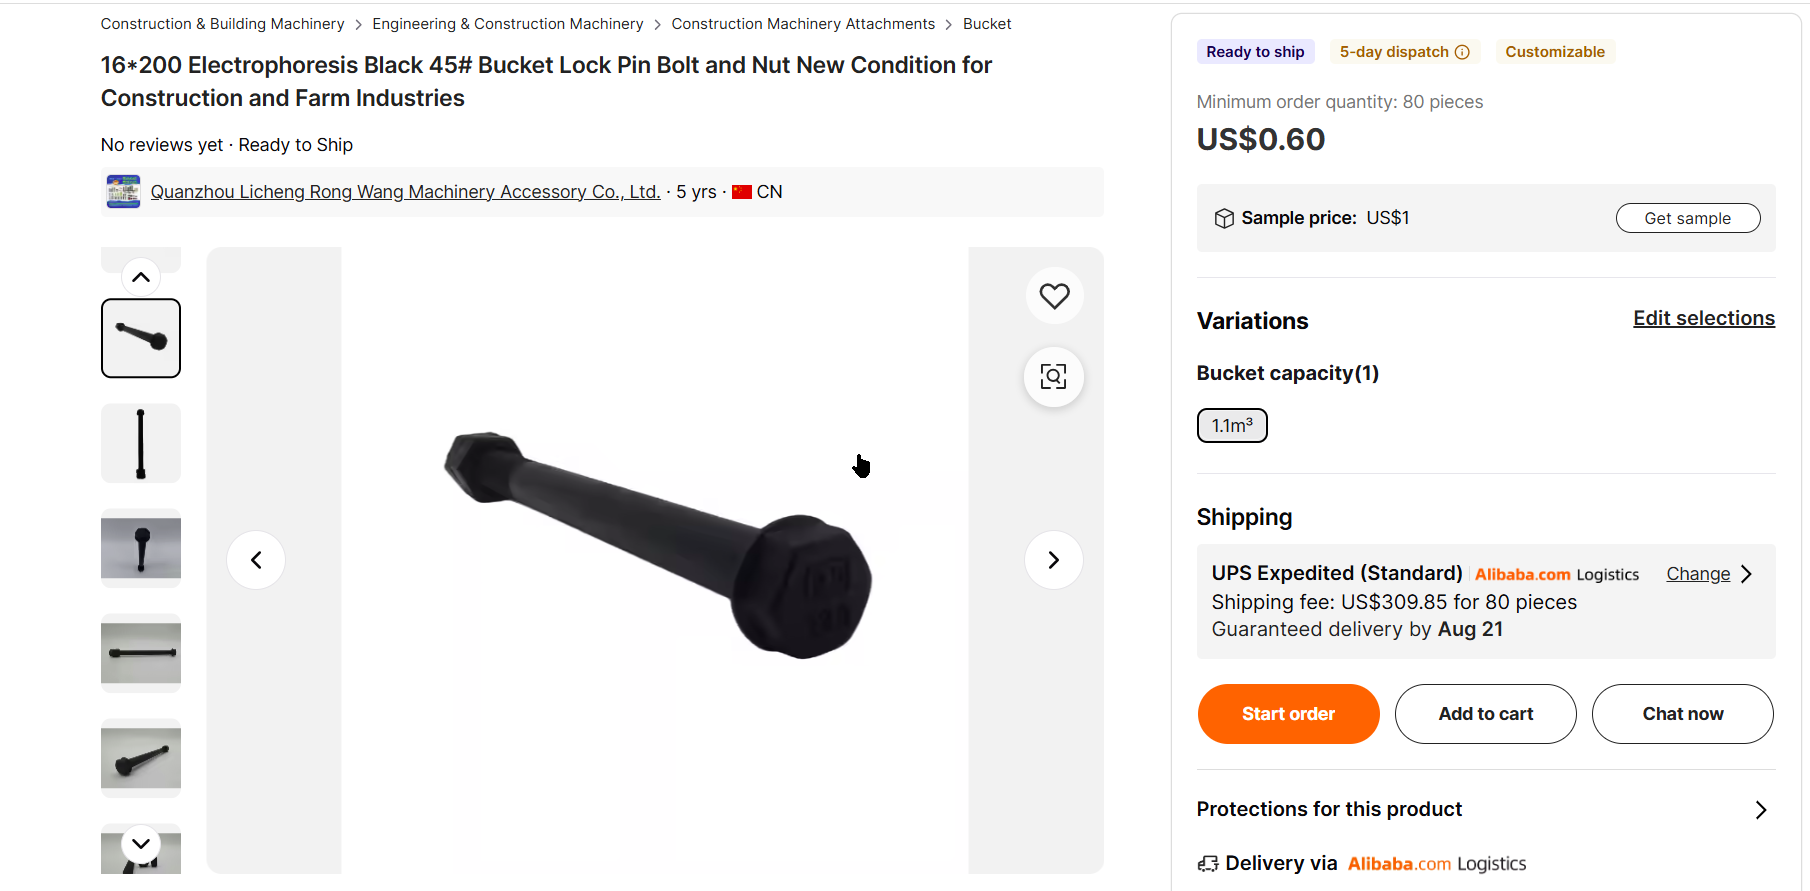 Construction & Building Machinery > Engineering & Construction Machinery > Construction Machinery Attachments > Bucket
16*200 Electrophoresis Black 45# Bucket Lock Pin Bolt and Nut New Condition for
Construction and Farm Industries
No reviews yet · Ready to Ship
Quanzhou Licheng Rong Wang Machinery Accessory Co., Ltd. · 5 yrs · CN
Ready to ship
5-day dispatch
Customizable
Minimum order quantity: 80 pieces
US$0.60
Sample price: US$1
Get sample
Variations
Edit selections
Bucket capacity(1)
1.1m³
Shipping
UPS Expedited (Standard) Alibaba.com Logistics
Change
Shipping fee: US$309.85 for 80 pieces
Guaranteed delivery by Aug 21
Start order
Add to cart
Chat now
Protections for this product
Delivery via Alibaba.com Logistics